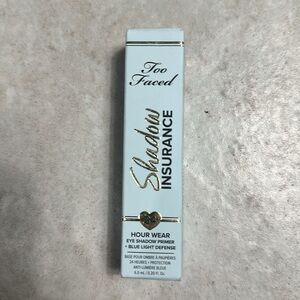 Too
Faced
Shadow
INSURANCE
HOUR WEAR
EYE SHADOW PRIMER
+ BLUE LIGHT DEFENSE
BASE POUR OMBRE À PAUPIÈRES
24 HEURES + PROTECTION
ANTI-LUMIÈRE BLEUE